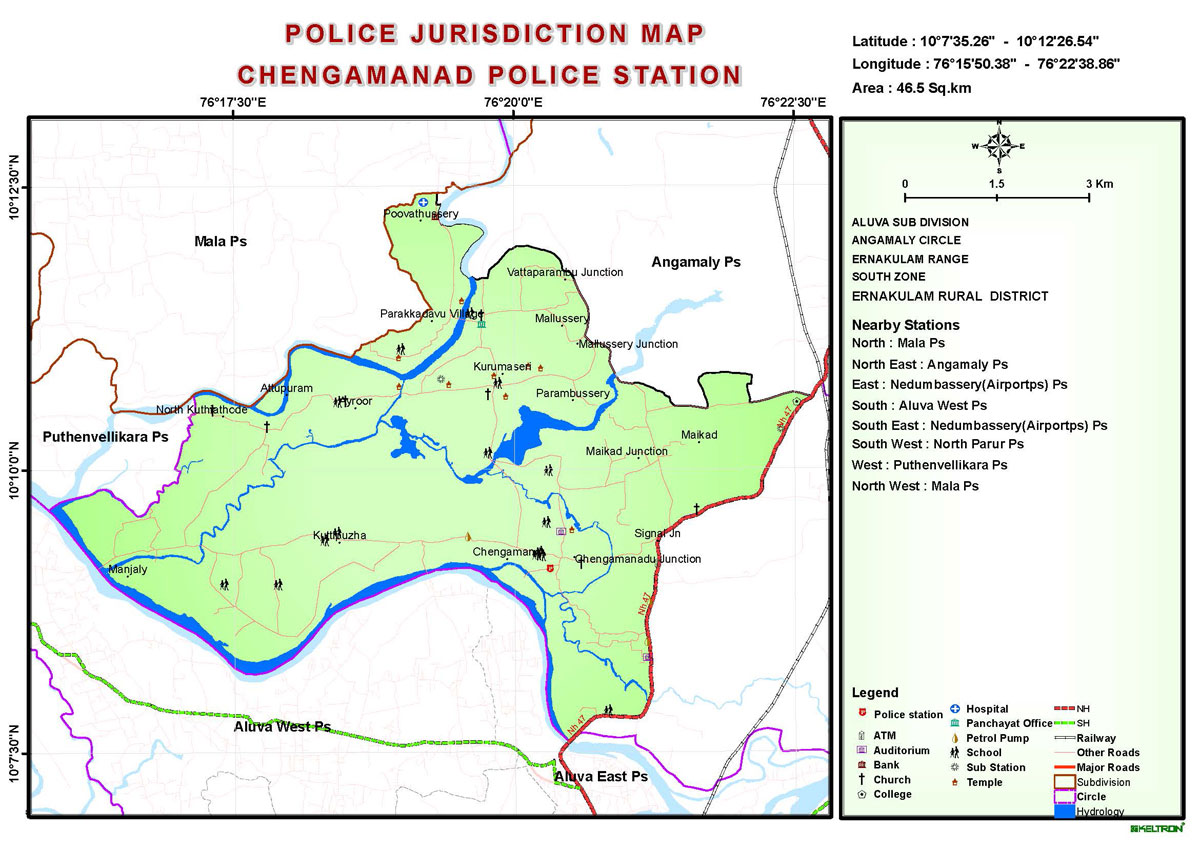 POLICE JURISDICTION MAP
CHENGAMANAD POLICE STATION
Latitude : 10°7'35.26" - 10°12'26.54"
Longitude : 76°15'50.38" - 76°22'38.86"
Area : 46.5 Sq.km
76°17'30"E
76°20'0"E
76°22'30"E
10°12'30"N
10°10'0"N
10°7'30"N
Poovathussery
Mala Ps
Angamaly Ps
Vattaparambu Junction
Parakkadavu Village
Mallussery
Mallussery Junction
Kurumasery
Attupuram
Parambussery
North Kuthiathode
Ayroor
Puthenvellikara Ps
Maikad
Nh 47
Maikad Junction
Kuthibuzha
Signal Jn
Chengamanad
Chengamanadu Junction
Manjaly
Nh 47
Nh 47
Aluva West Ps
Aluva East Ps
N
W
E
S
0
1.5
3 Km
ALUVA SUB DIVISION
ANGAMALY CIRCLE
ERNAKULAM RANGE
SOUTH ZONE
ERNAKULAM RURAL DISTRICT
Nearby Stations
North : Mala Ps
North East : Angamaly Ps
East : Nedumbassery(Airportps) Ps
South : Aluva West Ps
South East : Nedumbassery(Airportps) Ps
South West : North Parur Ps
West : Puthenvellikara Ps
North West : Mala Ps
Legend
Police station
ATM
Auditorium
Bank
Church
College
Hospital
Panchayat Office
Petrol Pump
School
Sub Station
Temple
NH
SH
Railway
Other Roads
Major Roads
Subdivision
Circle
Hydrology
KELTRON